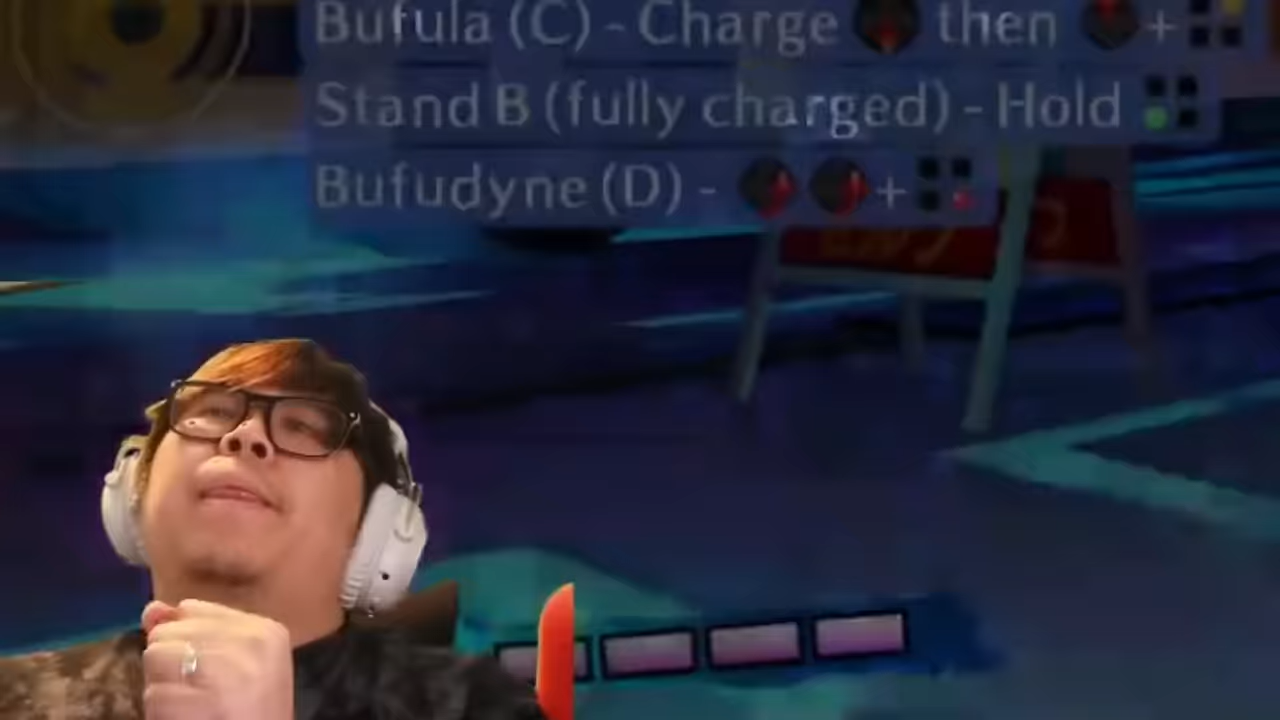 Bufula (C) - Charge then +
Stand B (fully charged) - Hold
Bufudyne (D) - +